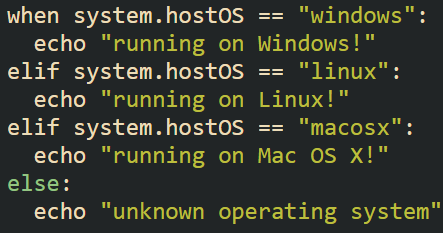 when system.hostOS == "windows":
  echo "running on Windows!"
elif system.hostOS == "linux":
  echo "running on Linux!"
elif system.hostOS == "macosx":
  echo "running on Mac OS X!"
else:
  echo "unknown operating system"